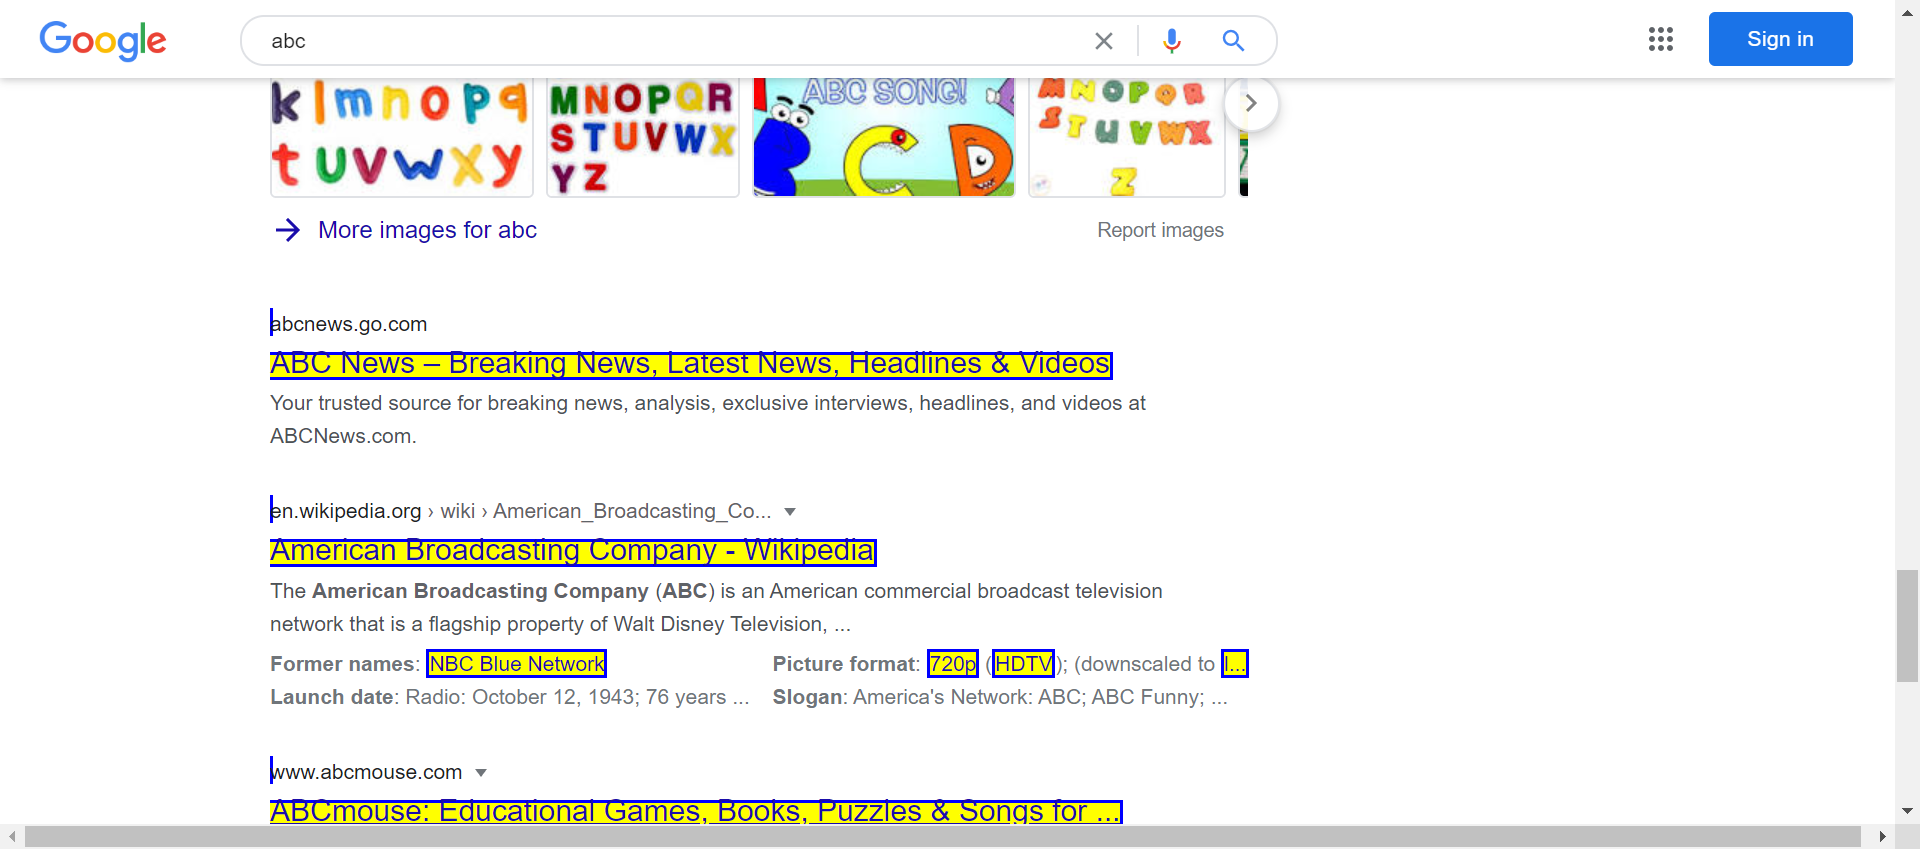 Google
abc
Sign in
k l m n o p q
t u v w x y
M N O P Q R
S T U V W X
Y Z
ABC SONG!
B C D
M N O P Q R
S T U V W X
Z
More images for abc
Report images
abcnews.go.com
ABC News – Breaking News, Latest News, Headlines & Videos
Your trusted source for breaking news, analysis, exclusive interviews, headlines, and videos at
ABCNews.com.
en.wikipedia.org › wiki › American_Broadcasting_Co...
American Broadcasting Company - Wikipedia
The American Broadcasting Company (ABC) is an American commercial broadcast television
network that is a flagship property of Walt Disney Television, ...
Former names: NBC Blue Network
Picture format: 720p (HDTV); (downscaled to l...
Launch date: Radio: October 12, 1943; 76 years ...
Slogan: America's Network: ABC; ABC Funny; ...
www.abcmouse.com
ABCmouse: Educational Games, Books, Puzzles & Songs for ...